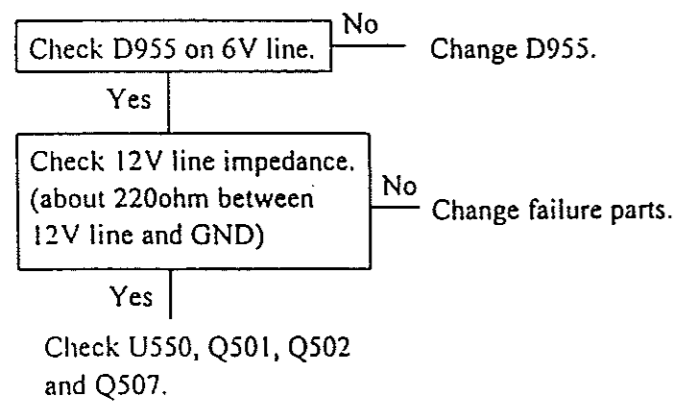 Check D955 on 6V line.
No
Change D955.
Yes
Check 12V line impedance.
(about 220ohm between
12V line and GND)
No
Change failure parts.
Yes
Check U550, Q501, Q502
and Q507.